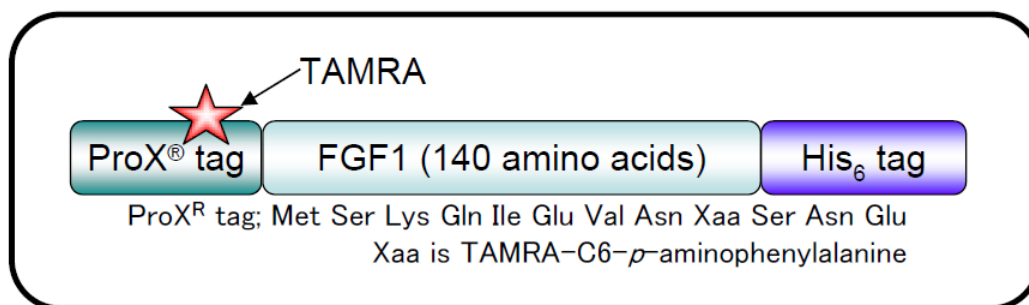 TAMRA
ProX® tag FGF1 (140 amino acids) His₆ tag
ProXᴿ tag; Met Ser Lys Gln Ile Glu Val Asn Xaa Ser Asn Glu
Xaa is TAMRA-C6-p-aminophenylalanine